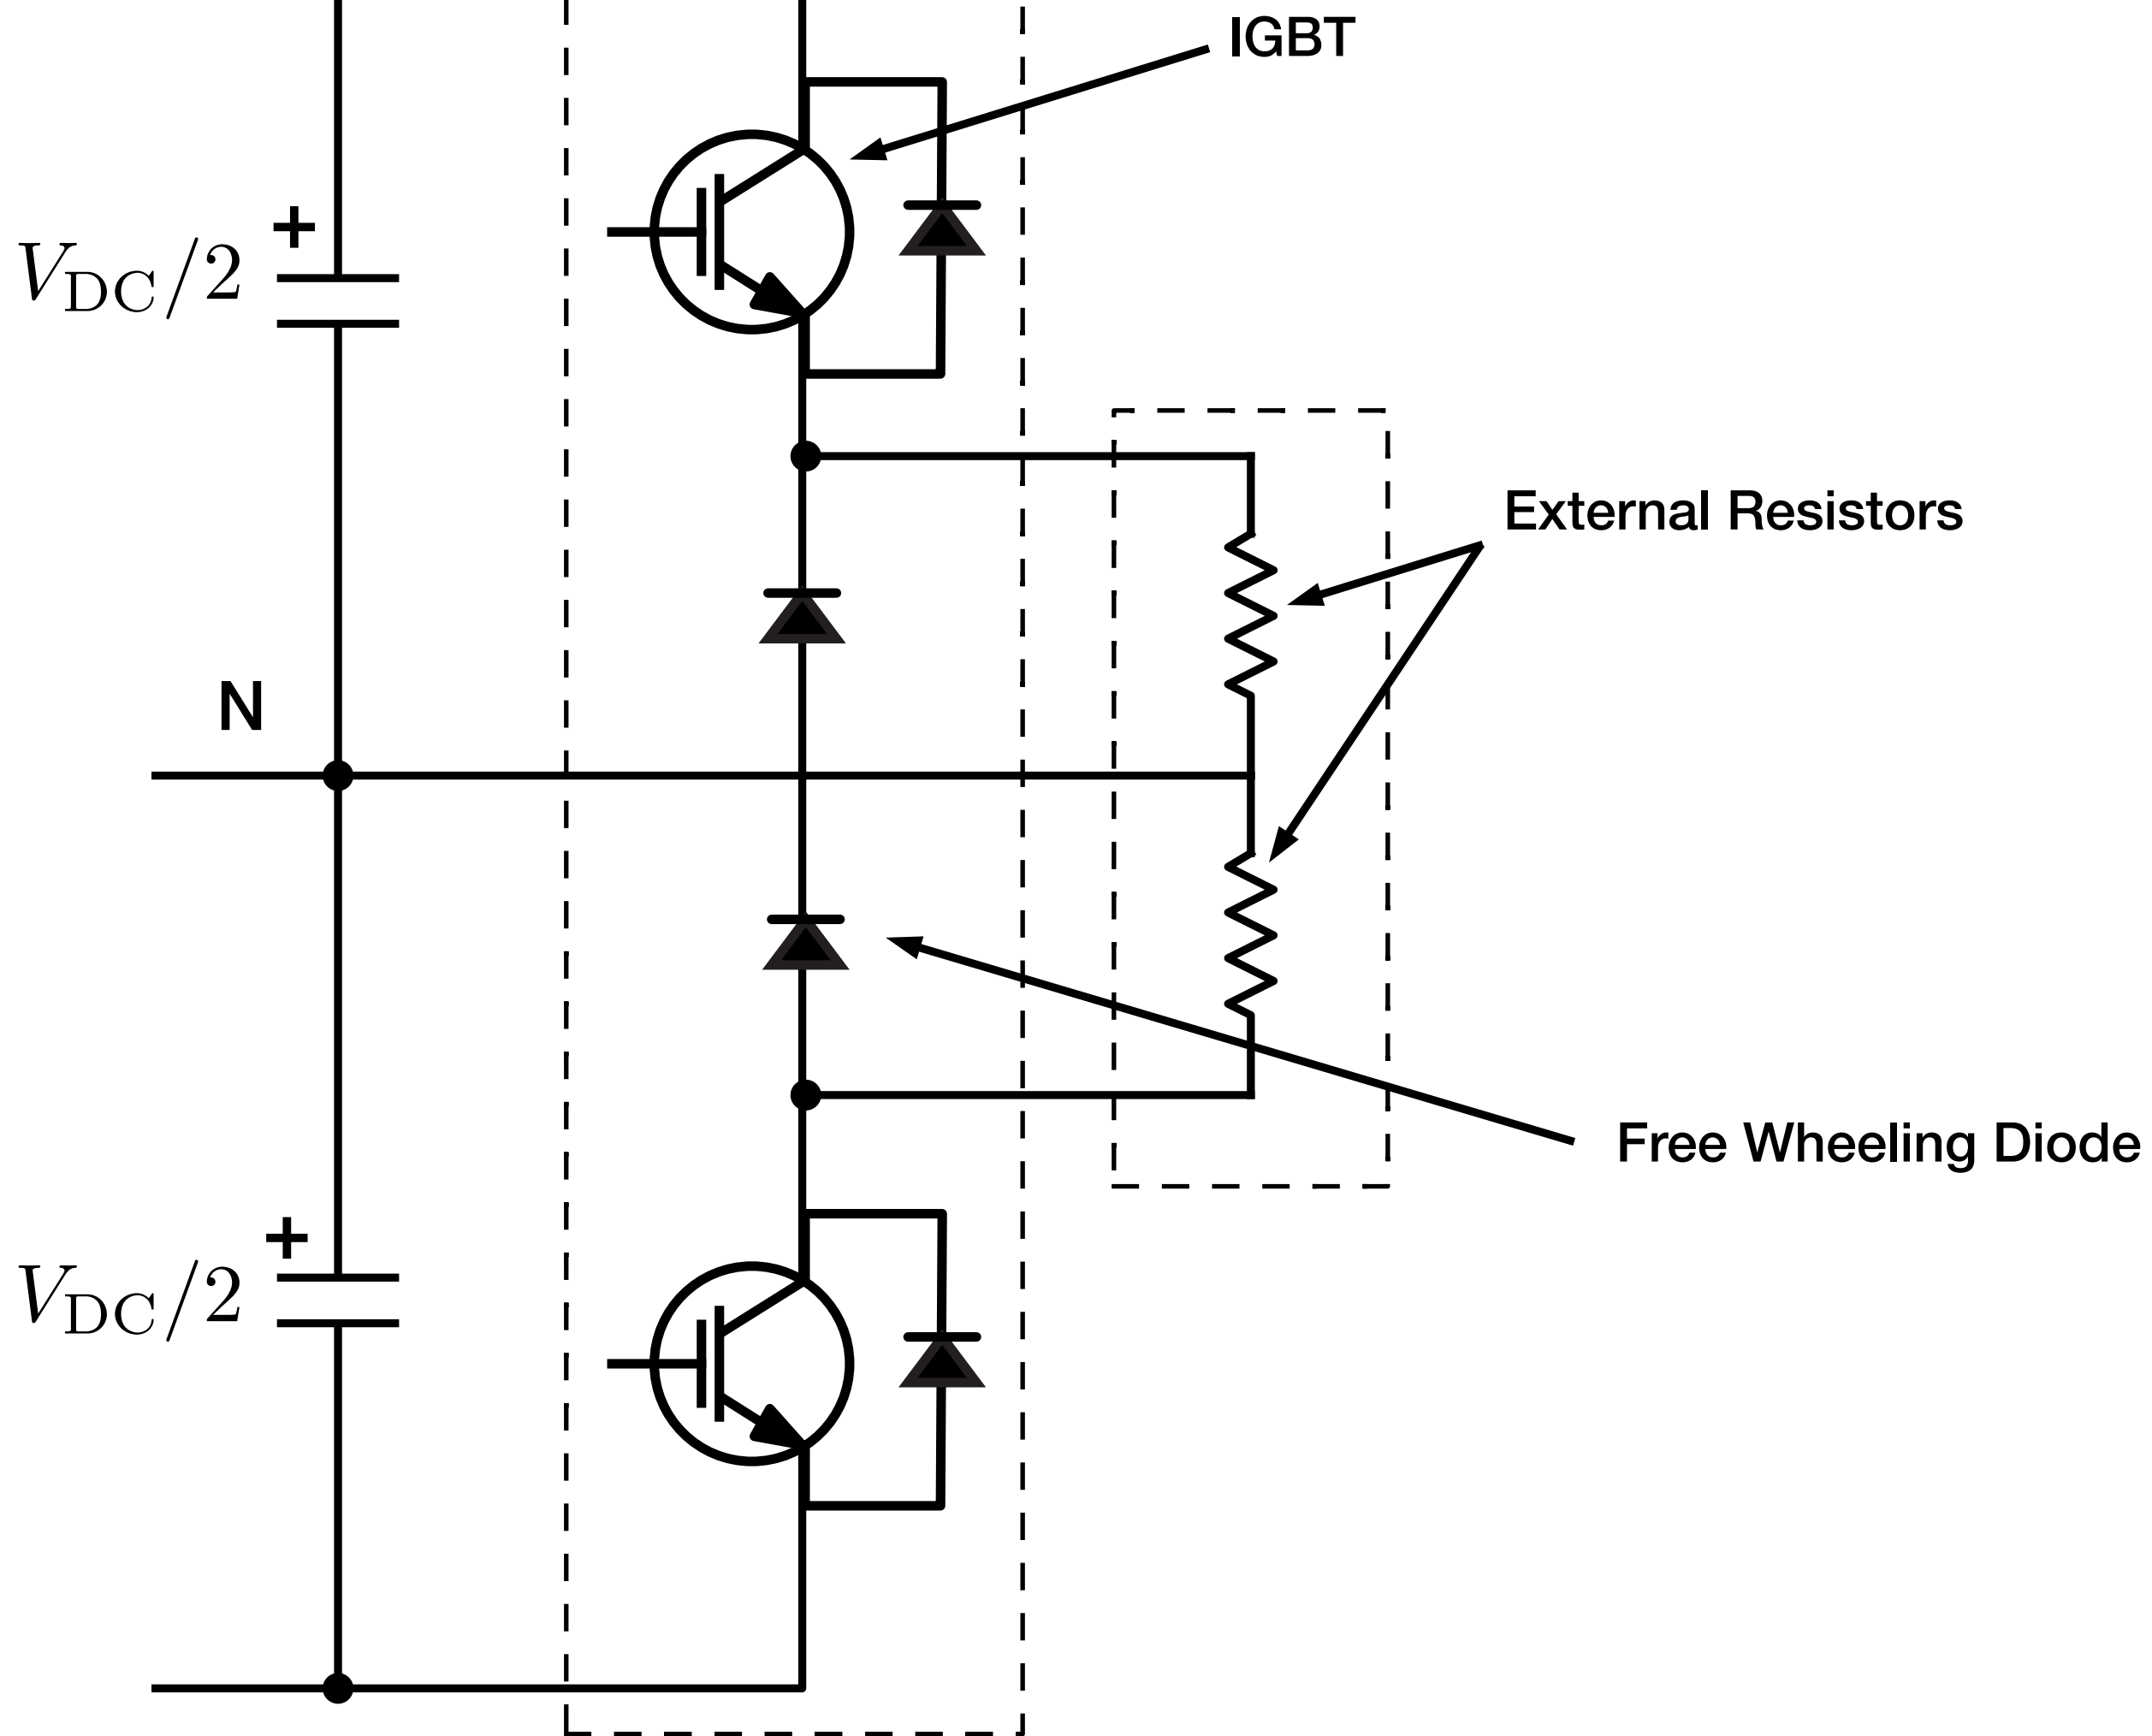 IGBT
+
V_DC/2
External Resistors
N
Free Wheeling Diode
+
V_DC/2